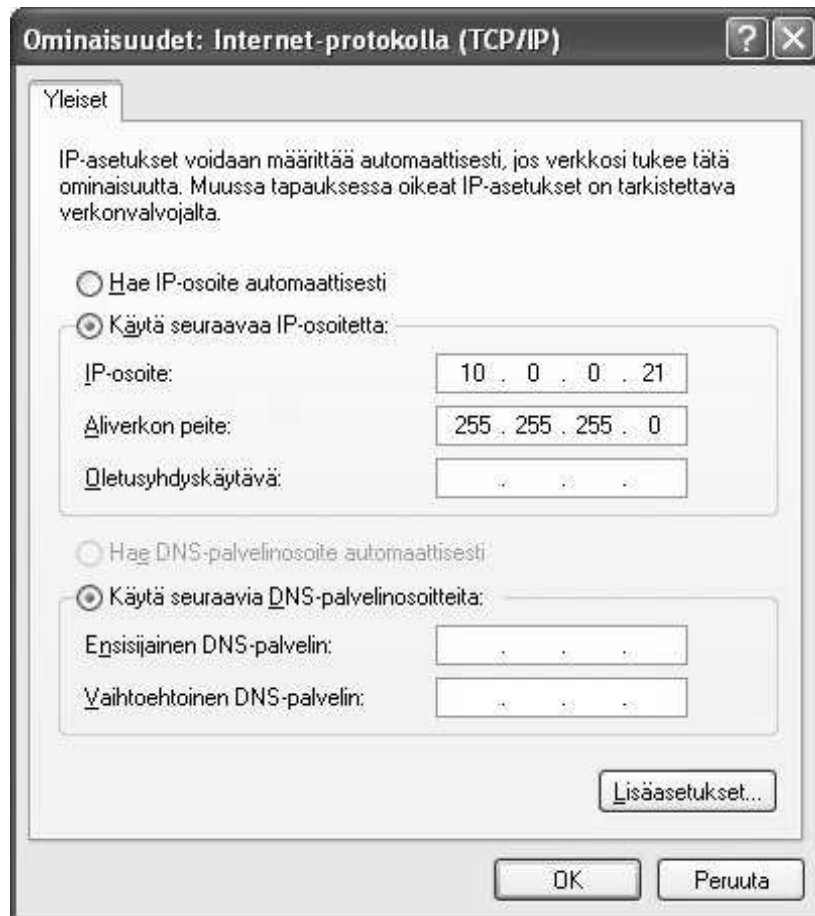 Ominaisuudet: Internet-protokolla (TCP/IP)
Yleiset
IP-asetukset voidaan määrittää automaattisesti, jos verkkosi tukee tätä
ominaisuutta. Muussa tapauksessa oikeat IP-asetukset on tarkistettava
verkonvalvojalta.
Hae IP-osoite automaattisesti
Käytä seuraavaa IP-osoitetta:
IP-osoite: 10 . 0 . 0 . 21
Aliverkon peite: 255 . 255 . 255 . 0
Oletusyhdyskäytävä: . . .
Hae DNS-palvelinosoite automaattisesti
Käytä seuraavia DNS-palvelinosoitteita:
Ensisijainen DNS-palvelin: . . .
Vaihtoehtoinen DNS-palvelin: . . .
Lisäasetukset...
OK Peruuta